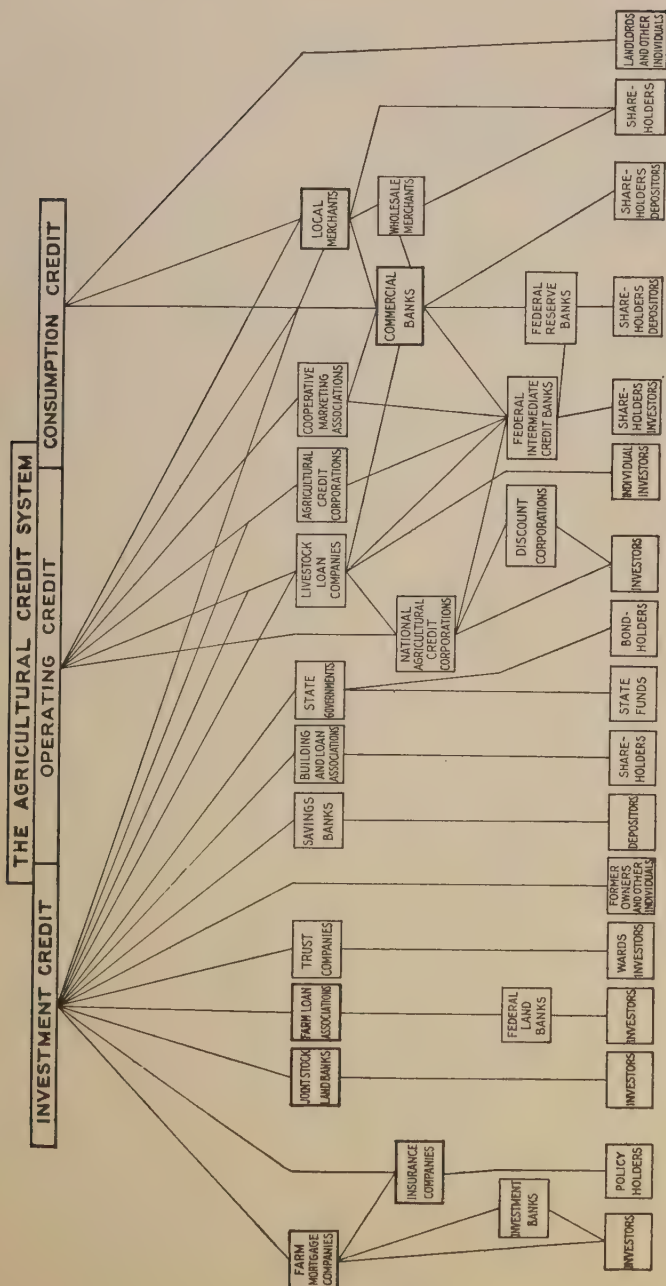 THE AGRICULTURAL CREDIT SYSTEM
INVESTMENT CREDIT
OPERATING CREDIT
CONSUMPTION CREDIT
FARM
MORTGAGE
COMPANIES
INSURANCE
COMPANIES
INVESTMENT
BANKS
JOINT STOCK
LAND BANKS
FARM LOAN
ASSOCIATIONS
FEDERAL
LAND
BANKS
TRUST
COMPANIES
SAVINGS
BANKS
BUILDING
AND LOAN
ASSOCIATIONS
STATE
GOVERNMENTS
NATIONAL
AGRICULTURAL
CREDIT
CORPORATIONS
LIVESTOCK
LOAN
COMPANIES
AGRICULTURAL
CREDIT
CORPORATIONS
COOPERATIVE
MARKETING
ASSOCIATIONS
DISCOUNT
CORPORATIONS
FEDERAL
INTERMEDIATE
CREDIT BANKS
COMMERCIAL
BANKS
LOCAL
MERCHANTS
WHOLESALE
MERCHANTS
FEDERAL
RESERVE
BANKS
INVESTORS
POLICY
HOLDERS
INVESTORS
INVESTORS
WARDS
INVESTORS
FORMER
OWNERS
AND OTHER
INDIVIDUALS
DEPOSITORS
SHARE-
HOLDERS
STATE
FUNDS
BOND-
HOLDERS
INVESTORS
INDIVIDUAL
INVESTORS
SHARE-
HOLDERS
INVESTORS
SHARE-
HOLDERS
DEPOSITORS
SHARE-
HOLDERS
DEPOSITORS
SHARE-
HOLDERS
LANDLORDS
AND OTHER
INDIVIDUALS